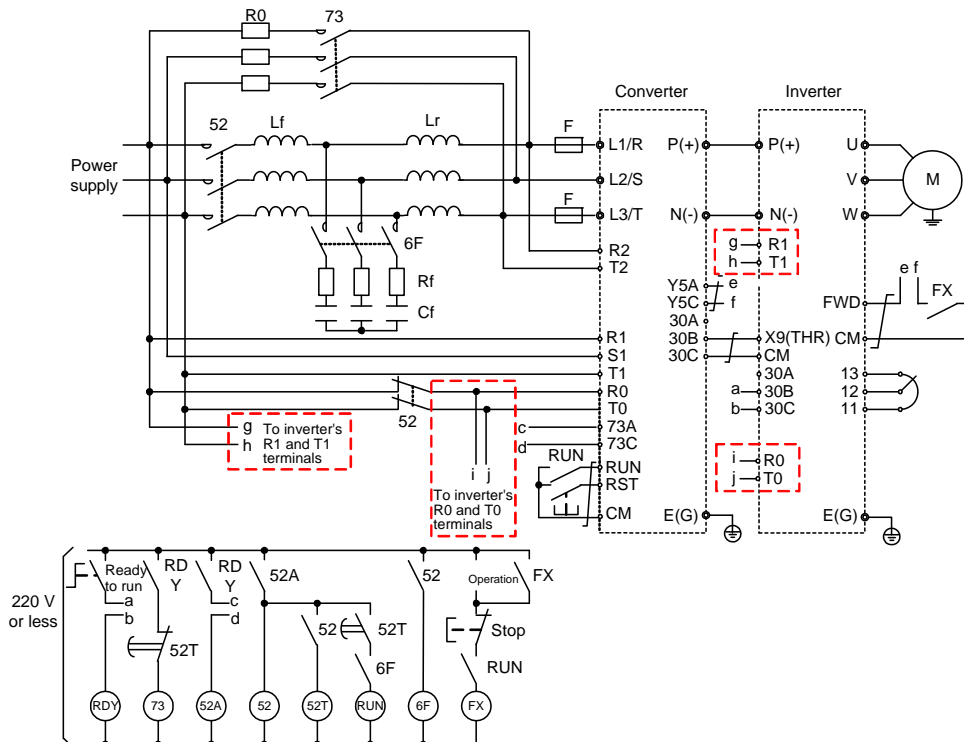 R0
73
52
Lf
Lr
F
F
Power
supply
6F
Rf
Cf
Converter
Inverter
L1/R
P(+)
P(+)
U
L2/S
V
M
L3/T
N(-)
N(-)
W
R2
g
R1
T2
h
T1
Y5A
e
Y5C
f
30A
e f
FX
FWD
R1
30B
X9(THR)
CM
S1
30C
CM
T1
30A
13
R0
a
30B
12
T0
b
30C
11
52
g
h
To inverter's
R1 and T1
terminals
c
73A
d
73C
i
j
To inverter's
R0 and T0
terminals
RUN
RUN
RST
CM
i
R0
j
T0
E(G)
E(G)
220 V
or less
Ready
to run
a
b
RD
Y
52T
RD
Y
c
d
52A
52
52T
6F
52
Operation
FX
Stop
RUN
RDY
73
52A
52
52T
RUN
6F
FX